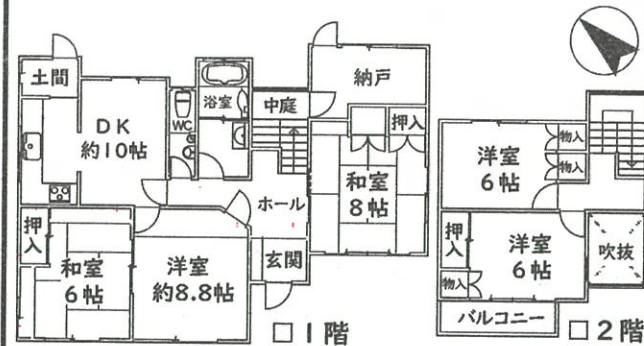 土間
DK
約10帖
WC
浴室
中庭
納戸
押入
和室
8帖
ホール
玄関
押入
和室
6帖
洋室
約8.8帖
□1階
洋室
6帖
物入
物入
押入
洋室
6帖
物入
吹抜
バルコニー
□2階